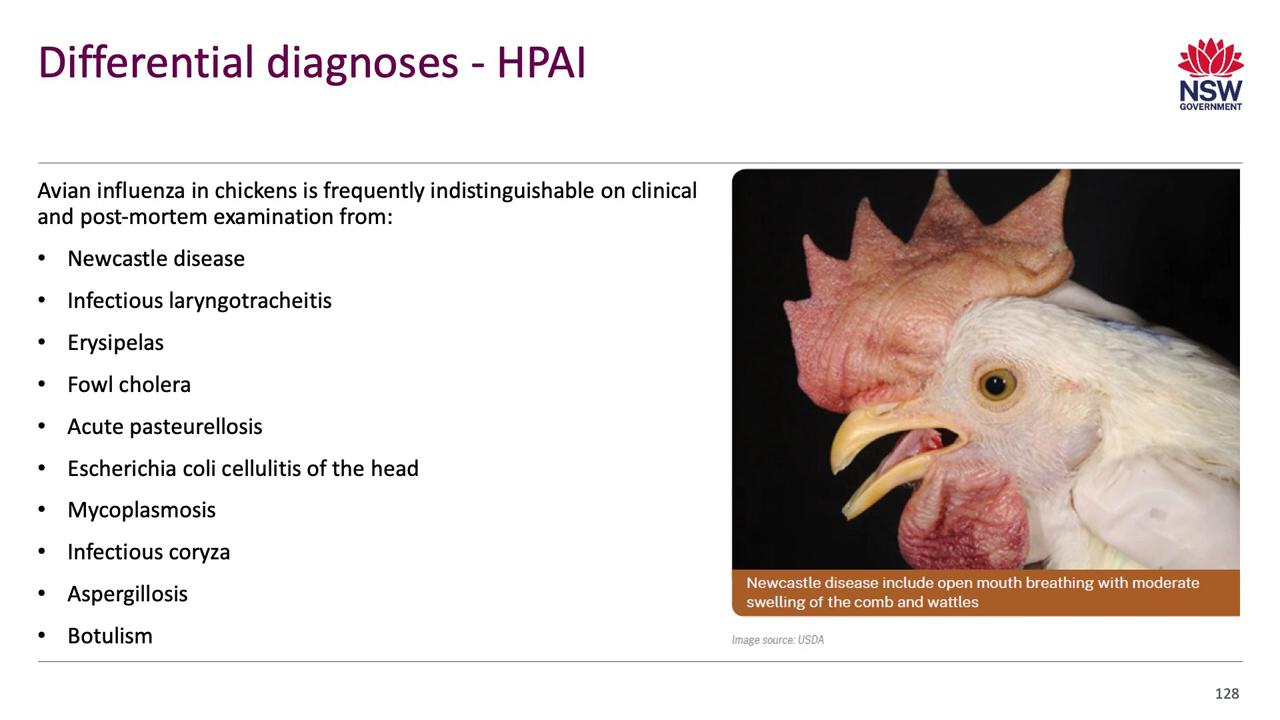 Differential diagnoses - HPAI
NSW
GOVERNMENT
Avian influenza in chickens is frequently indistinguishable on clinical
and post-mortem examination from:
• Newcastle disease
• Infectious laryngotracheitis
• Erysipelas
• Fowl cholera
• Acute pasteurellosis
• Escherichia coli cellulitis of the head
• Mycoplasmosis
• Infectious coryza
• Aspergillosis
• Botulism
Newcastle disease include open mouth breathing with moderate
swelling of the comb and wattles
Image source: USDA
128